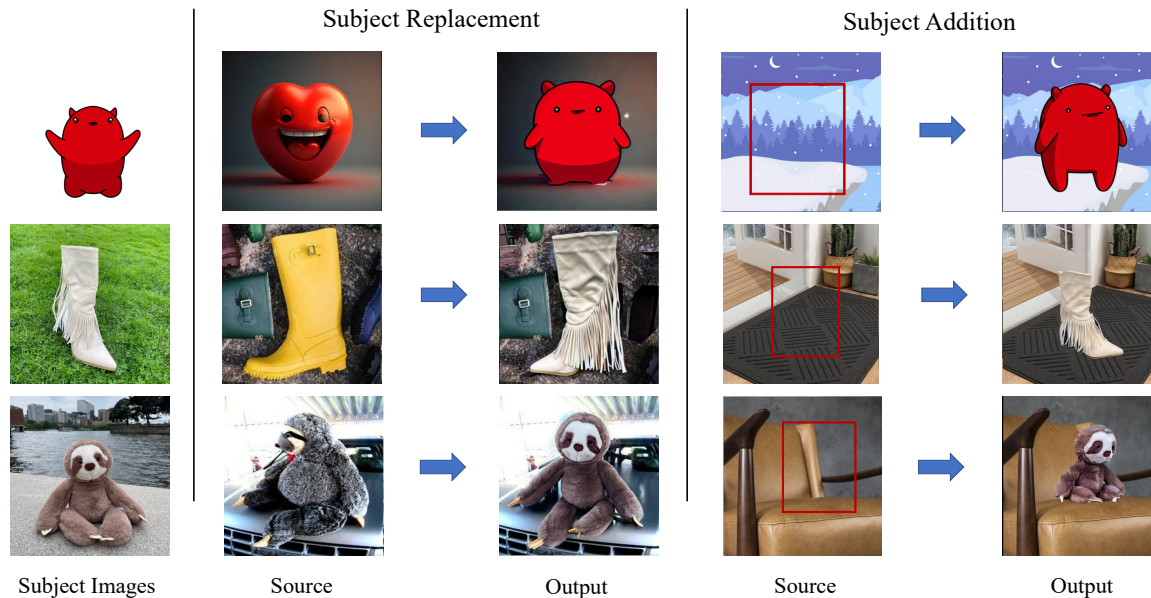 Subject Replacement
Subject Addition
Subject Images
Source
Output
Source
Output